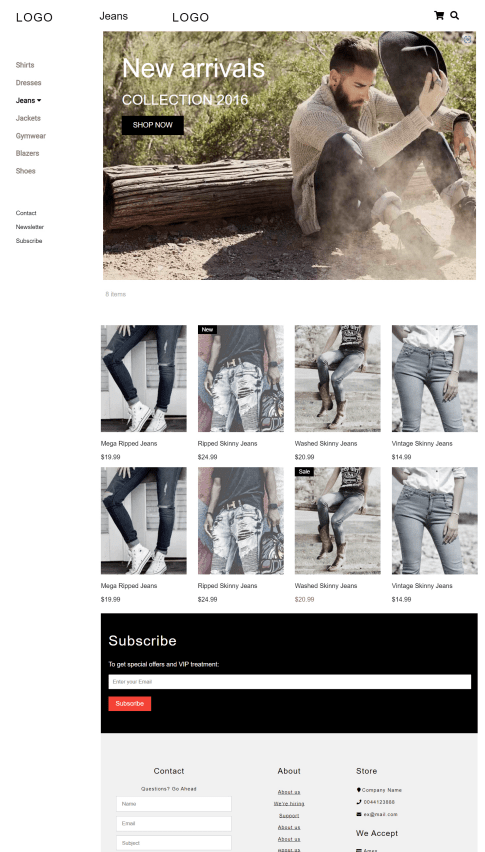 LOGO
Jeans
LOGO
Shirts
Dresses
Jeans
Jackets
Gymwear
Blazers
Shoes
Contact
Newsletter
Subscribe
New arrivals
COLLECTION 2016
SHOP NOW
8 items
New
Mega Ripped Jeans
Ripped Skinny Jeans
Washed Skinny Jeans
Vintage Skinny Jeans
$19.99
$24.99
$20.99
$14.99
Sale
Mega Ripped Jeans
Ripped Skinny Jeans
Washed Skinny Jeans
Vintage Skinny Jeans
$19.99
$24.99
$20.99
$14.99
Subscribe
To get special offers and VIP treatment:
Enter your Email
Subscribe
Contact
Questions? Go Ahead
Name
Email
Subject
About
About us
We're hiring
Support
About us
About us
About us
Store
Company Name
0044123888
ex@mail.com
We Accept
Amex